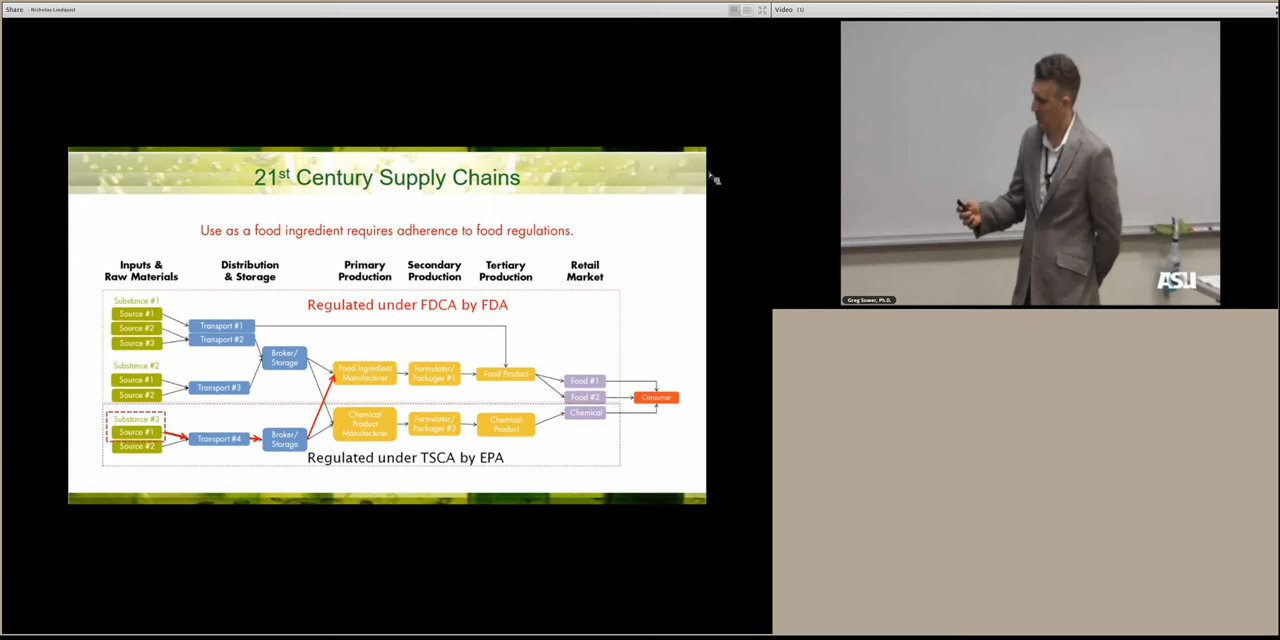 Share - Nicholas Lindquist
Video (1)
21st Century Supply Chains
Use as a food ingredient requires adherence to food regulations.
Inputs &
Raw Materials
Distribution
& Storage
Primary
Production
Secondary
Production
Tertiary
Production
Retail
Market
Regulated under FDCA by FDA
Substance #1
Source #1
Source #2
Source #3
Transport #1
Transport #2
Broker/
Storage
Substance #2
Source #1
Source #2
Transport #3
Food Ingredient
Manufacturer
Formulator/
Packager #1
Food Product
Food #1
Food #2
Chemical
Consumer
Substance #3
Source #1
Source #2
Transport #4
Broker/
Storage
Chemical
Product
Manufacturer
Formulator/
Packager #2
Chemical
Product
Regulated under TSCA by EPA
Greg Sower, Ph.D.
ASU